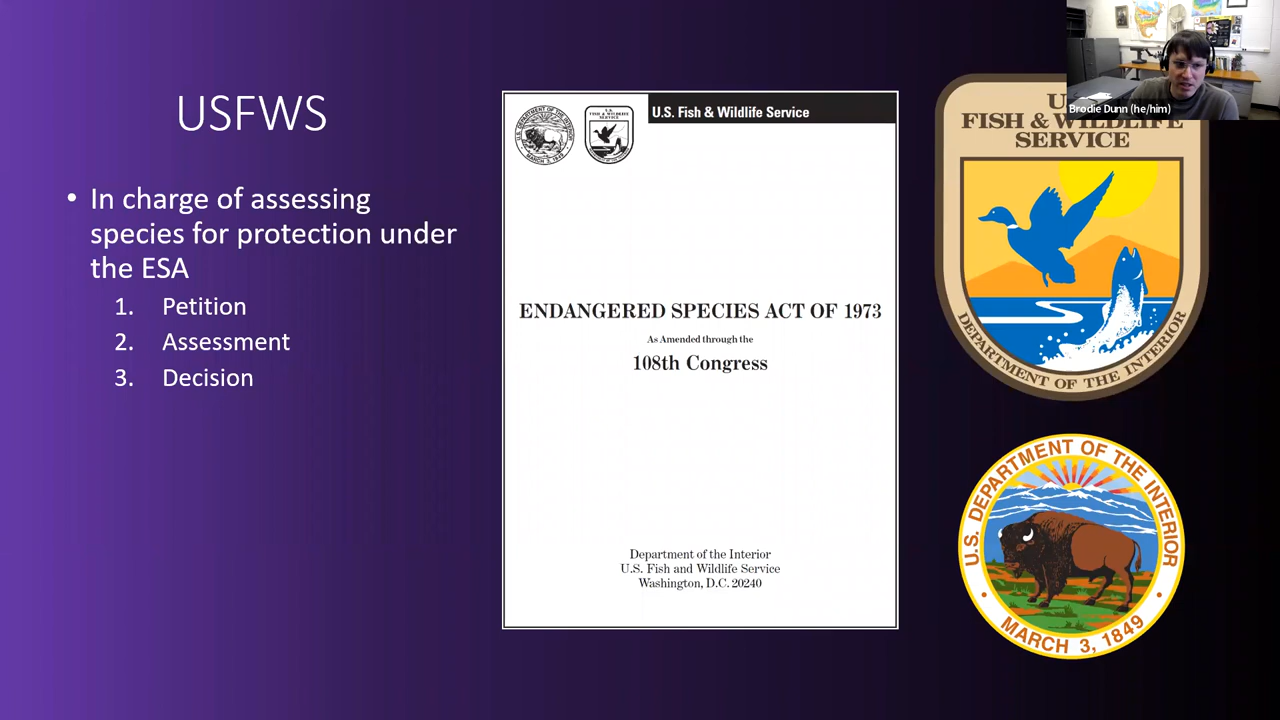 USFWS
• In charge of assessing
species for protection under
the ESA
1. Petition
2. Assessment
3. Decision
U.S. Fish & Wildlife Service
ENDANGERED SPECIES ACT OF 1973
As Amended through the
108th Congress
Department of the Interior
U.S. Fish and Wildlife Service
Washington, D.C. 20240
Brodie Dunn (he/him)
FISH & WILDLIFE
SERVICE
DEPARTMENT OF THE INTERIOR
U.S. DEPARTMENT OF THE INTERIOR
MARCH 3, 1849